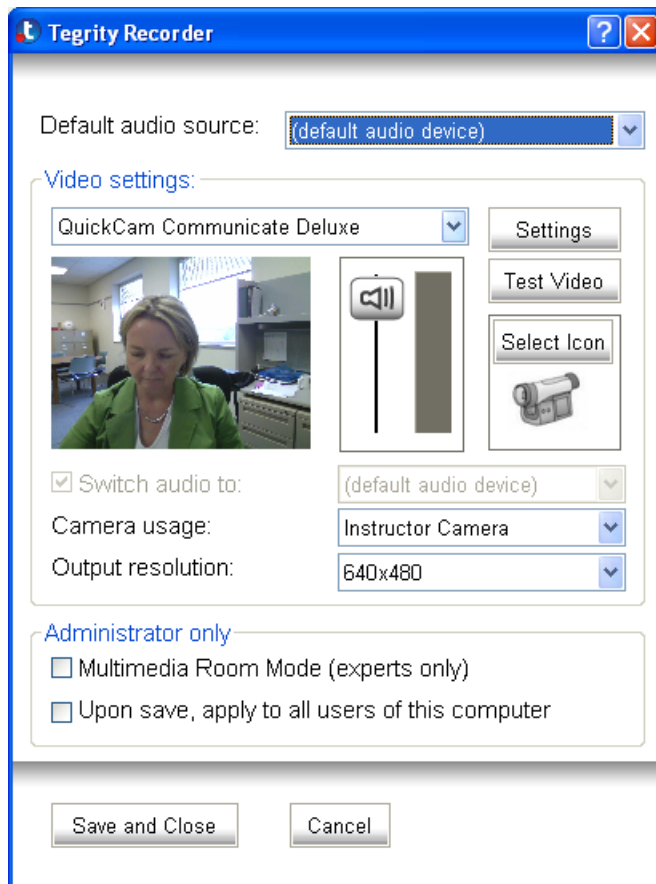 Tegrity Recorder
Default audio source:
(default audio device)
Video settings:
QuickCam Communicate Deluxe
Settings
Test Video
Select Icon
Switch audio to:
(default audio device)
Camera usage:
Instructor Camera
Output resolution:
640x480
Administrator only
Multimedia Room Mode (experts only)
Upon save, apply to all users of this computer
Save and Close
Cancel